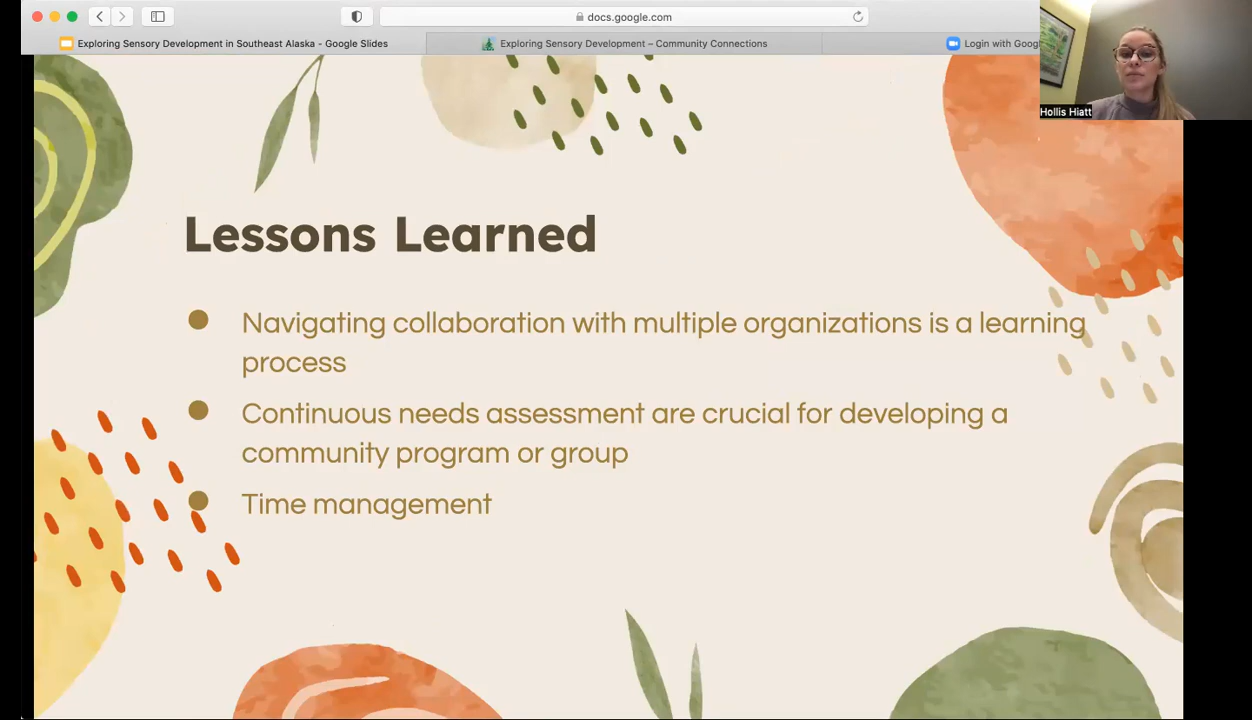 docs.google.com
Exploring Sensory Development in Southeast Alaska - Google Slides
Exploring Sensory Development – Community Connections
Login with Goog
Hollis Hiatt
Lessons Learned
Navigating collaboration with multiple organizations is a learning
process
Continuous needs assessment are crucial for developing a
community program or group
Time management